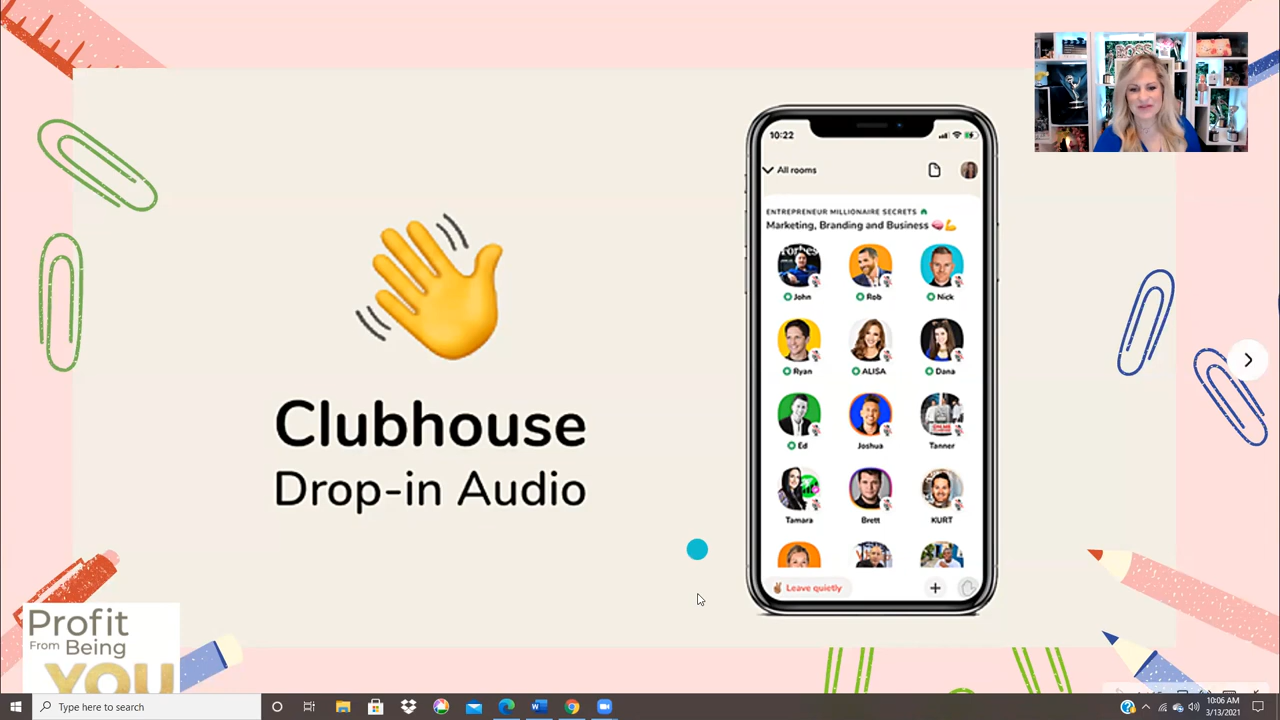 Clubhouse
Drop-in Audio
10:22
All rooms
ENTREPRENEUR MILLIONAIRE SECRETS
Marketing, Branding and Business
Forbes
John
Rob
Nick
Ryan
ALISA
Dana
Ed
Joshua
Tanner
Tamara
Brett
KURT
Leave quietly
Profit
From Being
YOU
Type here to search
10:06 AM
3/13/2021